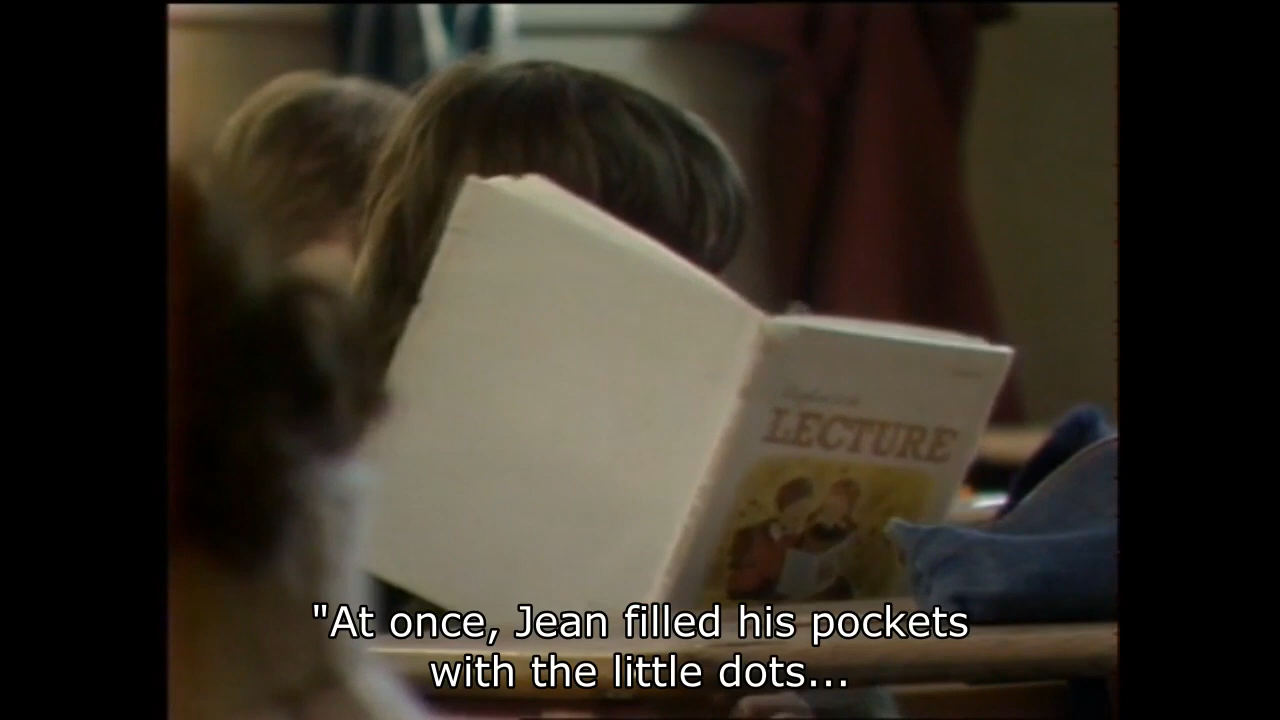 LECTURE
"At once, Jean filled his pockets
with the little dots...